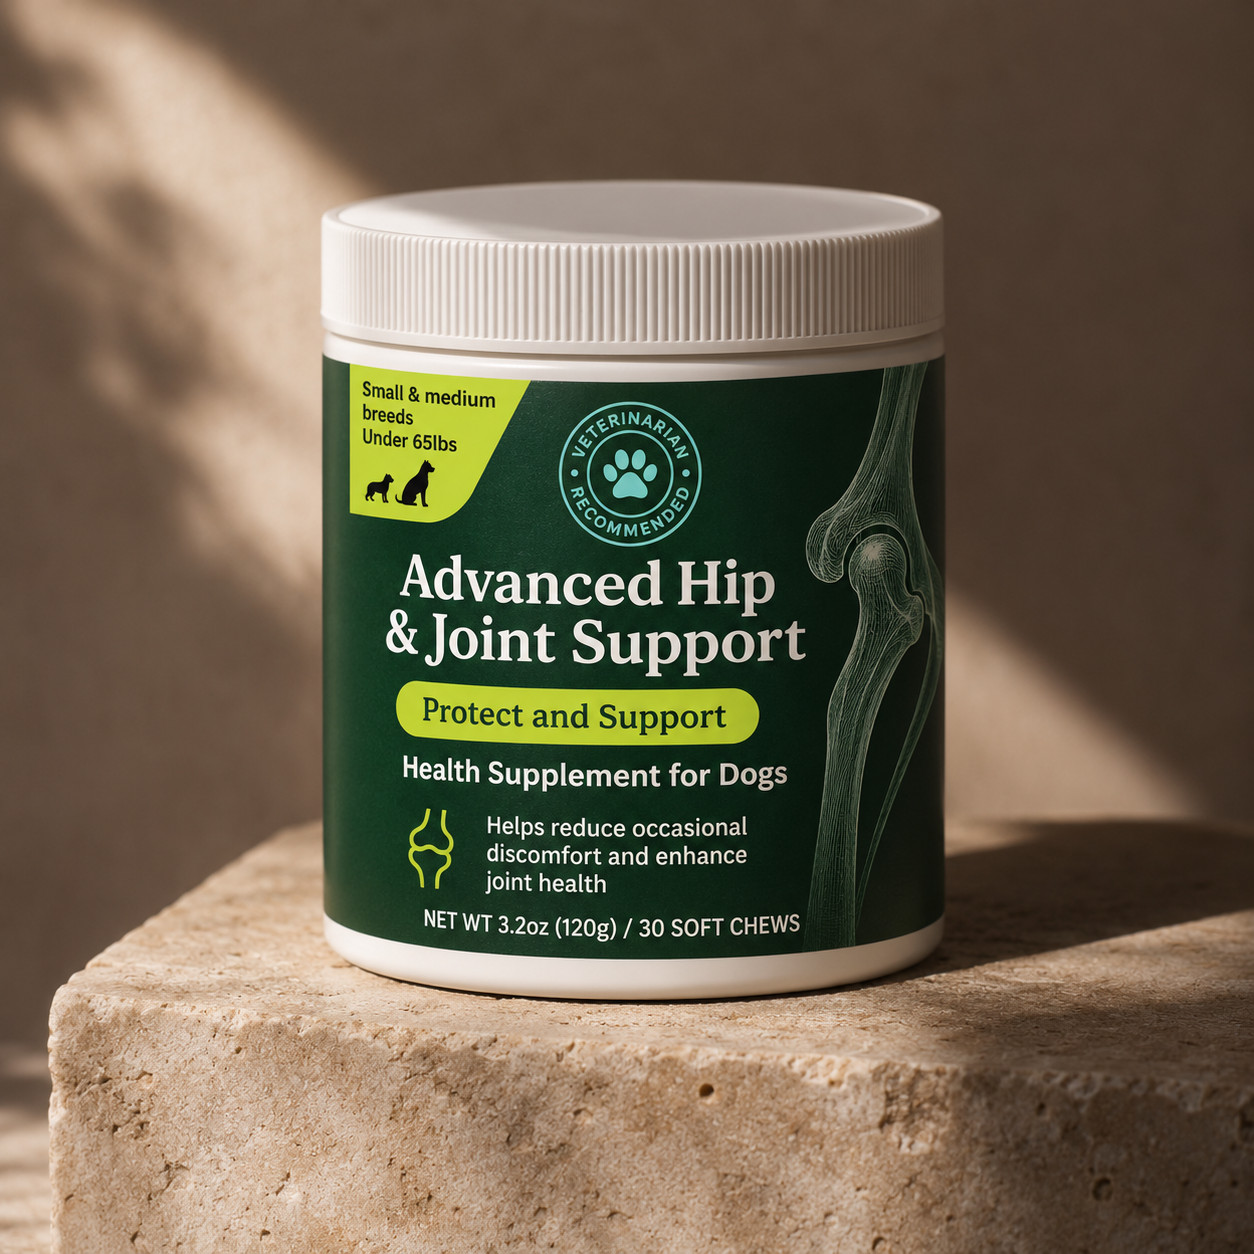 Small & medium
breeds
Under 65lbs
VETERINARIAN
RECOMMENDED
Advanced Hip
& Joint Support
Protect and Support
Health Supplement for Dogs
Helps reduce occasional
discomfort and enhance
joint health
NET WT 3.2oz (120g) / 30 SOFT CHEWS